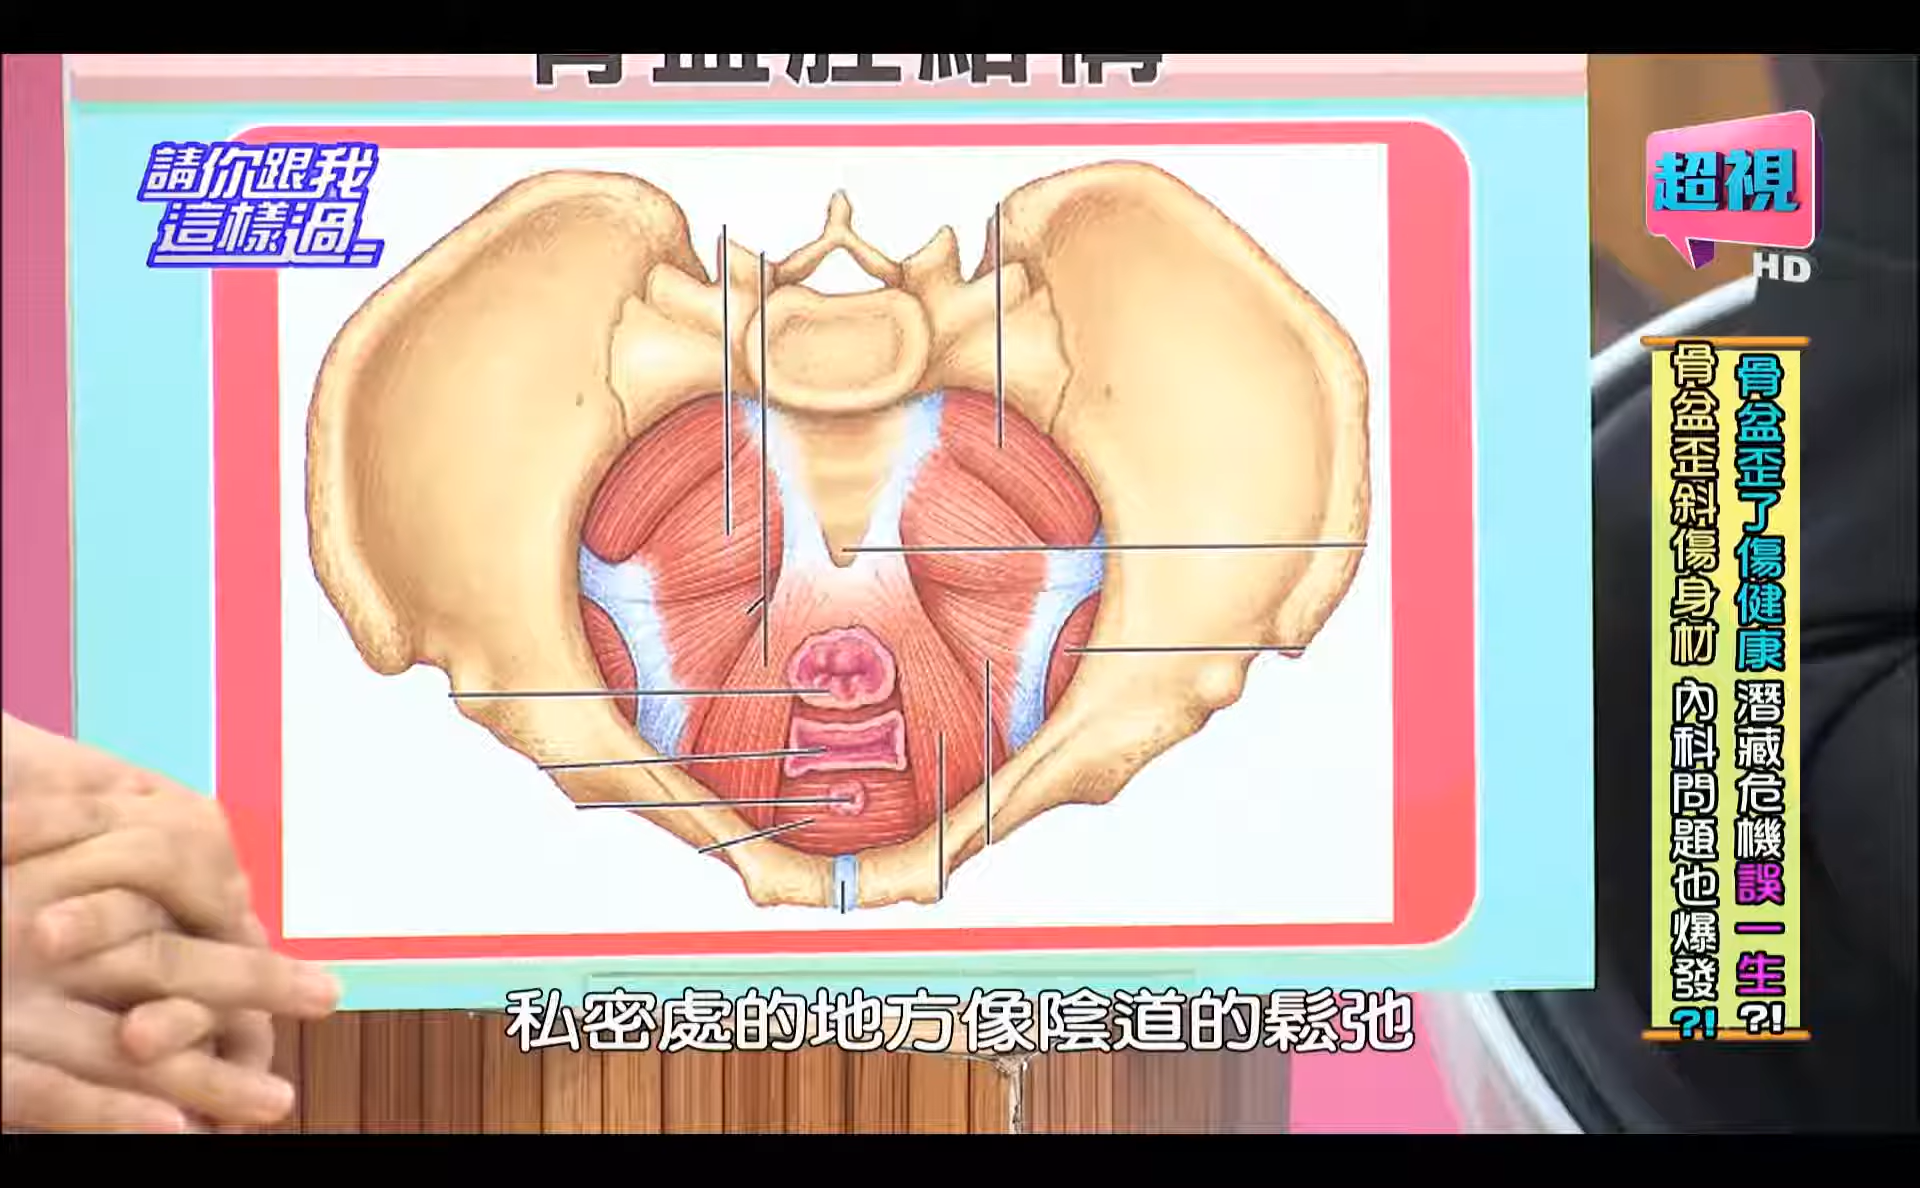 請你跟我
這樣過
超視
HD
骨盆歪了傷健康 潛藏危機誤一生?!
骨盆歪斜傷身材 內科問題也爆發?!
私密處的地方像陰道的鬆弛